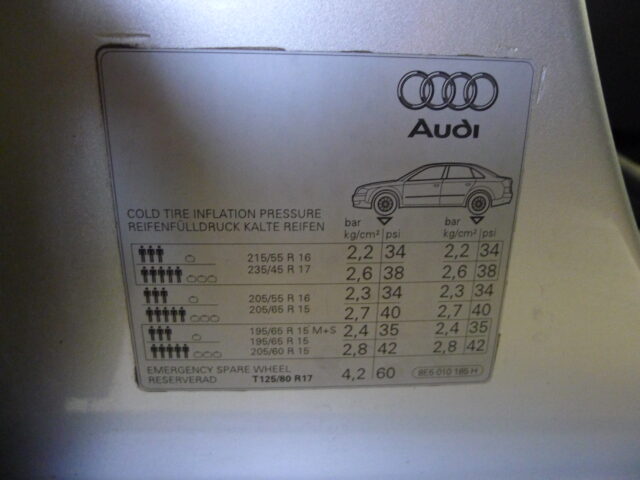 Audi
COLD TIRE INFLATION PRESSURE
REIFENFÜLLDRUCK KALTE REIFEN
bar kg/cm² psi bar kg/cm² psi
215/55 R 16 2,2 34 2,2 34
235/45 R 17 2,6 38 2,6 38
205/55 R 16 2,3 34 2,3 34
205/65 R 15 2,7 40 2,7 40
195/65 R 15 M+S 2,4 35 2,4 35
195/65 R 15
205/60 R 15 2,8 42 2,8 42
EMERGENCY SPARE WHEEL
RESERVERAD T125/80 R17 4,2 60 8E5 010 185 H